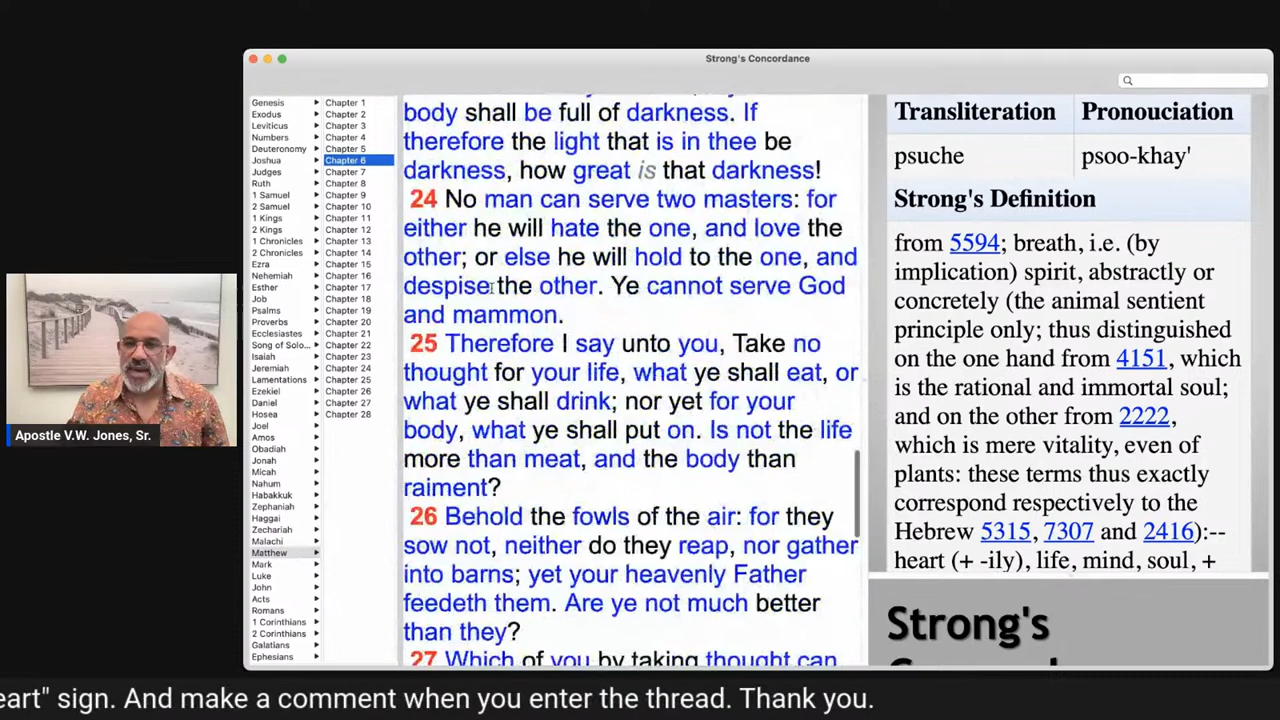 Strong's Concordance
Genesis
Exodus
Leviticus
Numbers
Deuteronomy
Joshua
Judges
Ruth
1 Samuel
2 Samuel
1 Kings
2 Kings
1 Chronicles
2 Chronicles
Ezra
Nehemiah
Esther
Job
Psalms
Proverbs
Ecclesiastes
Song of Solo...
Isaiah
Jeremiah
Lamentations
Ezekiel
Daniel
Hosea
Joel
Amos
Obadiah
Jonah
Micah
Nahum
Habakkuk
Zephaniah
Haggai
Zechariah
Malachi
Matthew
Mark
Luke
John
Acts
Romans
1 Corinthians
2 Corinthians
Galatians
Ephesians
Chapter 1
Chapter 2
Chapter 3
Chapter 4
Chapter 5
Chapter 6
Chapter 7
Chapter 8
Chapter 9
Chapter 10
Chapter 11
Chapter 12
Chapter 13
Chapter 14
Chapter 15
Chapter 16
Chapter 17
Chapter 18
Chapter 19
Chapter 20
Chapter 21
Chapter 22
Chapter 23
Chapter 24
Chapter 25
Chapter 26
Chapter 27
Chapter 28
body shall be full of darkness. If
therefore the light that is in thee be
darkness, how great is that darkness!
24 No man can serve two masters: for
either he will hate the one, and love the
other; or else he will hold to the one, and
despise the other. Ye cannot serve God
and mammon.
25 Therefore I say unto you, Take no
thought for your life, what ye shall eat, or
what ye shall drink; nor yet for your
body, what ye shall put on. Is not the life
more than meat, and the body than
raiment?
26 Behold the fowls of the air: for they
sow not, neither do they reap, nor gather
into barns; yet your heavenly Father
feedeth them. Are ye not much better
than they?
27 Which of you by taking thought can
Transliteration Pronouciation
psuche psoo-khay'
Strong's Definition
from 5594; breath, i.e. (by
implication) spirit, abstractly or
concretely (the animal sentient
principle only; thus distinguished
on the one hand from 4151, which
is the rational and immortal soul;
and on the other from 2222,
which is mere vitality, even of
plants: these terms thus exactly
correspond respectively to the
Hebrew 5315, 7307 and 2416):--
heart (+ -ily), life, mind, soul, +
Strong's
Apostle V.W. Jones, Sr.
eart" sign. And make a comment when you enter the thread. Thank you.